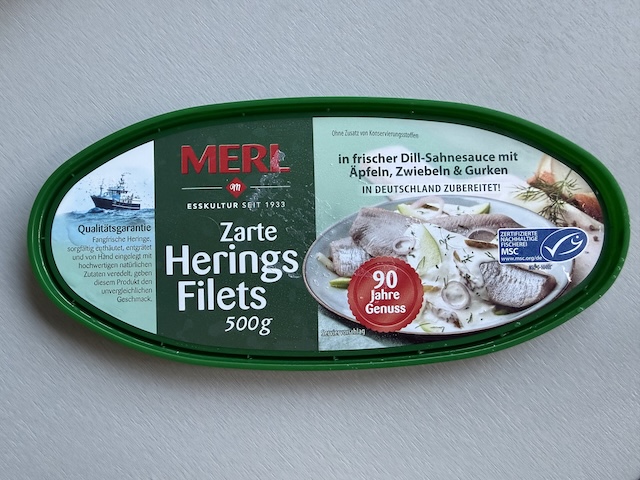 MERL
m
ESSKULTUR SEIT 1933
Zarte
Herings
Filets
500g
Qualitätsgarantie
Fangfrische Heringe,
sorgfältig enthäutet, entgrätet
und von Hand eingelegt mit
hochwertigen natürlichen
Zutaten veredelt, geben
diesem Produkt den
unvergleichlichen
Geschmack.
Ohne Zusatz von Konservierungsstoffen
in frischer Dill-Sahnesauce mit
Äpfeln, Zwiebeln & Gurken
IN DEUTSCHLAND ZUBEREITET!
ZERTIFIZIERTE
NACHHALTIGE
FISCHEREI
MSC
www.msc.org/de
90
Jahre
Genuss
Serviervorschlag